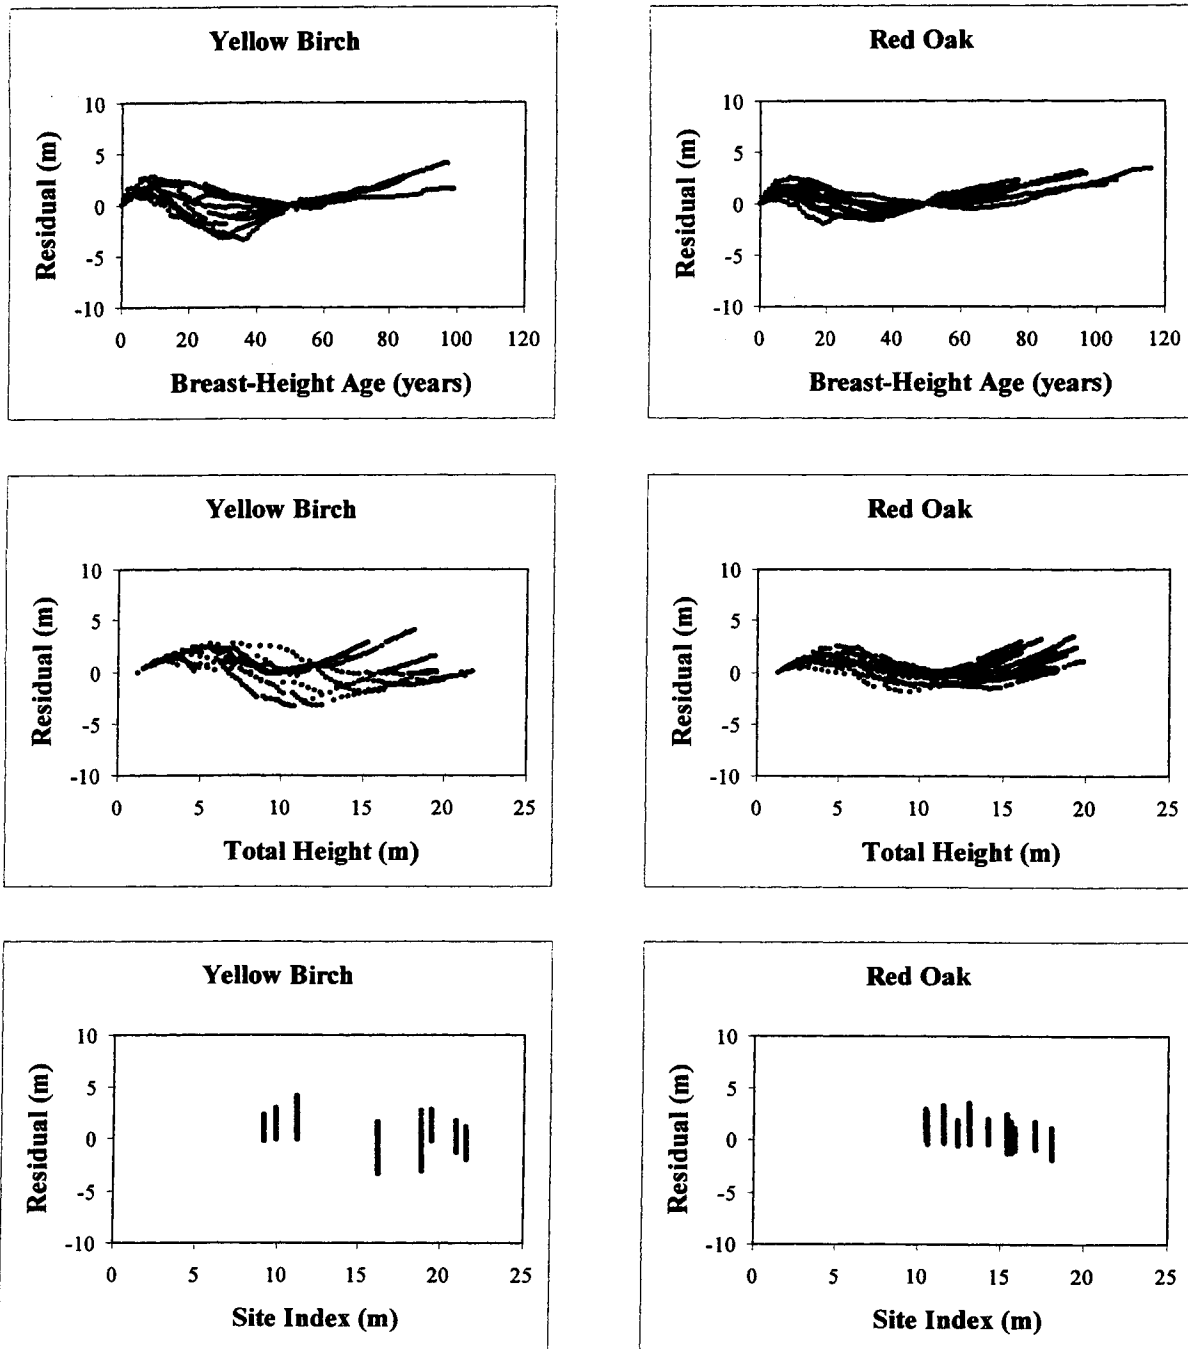 Yellow Birch
10
5
0
-5
-10
Residual (m)
0 20 40 60 80 100 120
Breast-Height Age (years)
Red Oak
10
5
0
-5
-10
Residual (m)
0 20 40 60 80 100 120
Breast-Height Age (years)
Yellow Birch
10
5
0
-5
-10
Residual (m)
0 5 10 15 20 25
Total Height (m)
Red Oak
10
5
0
-5
-10
Residual (m)
0 5 10 15 20 25
Total Height (m)
Yellow Birch
10
5
0
-5
-10
Residual (m)
0 5 10 15 20 25
Site Index (m)
Red Oak
10
5
0
-5
-10
Residual (m)
0 5 10 15 20 25
Site Index (m)